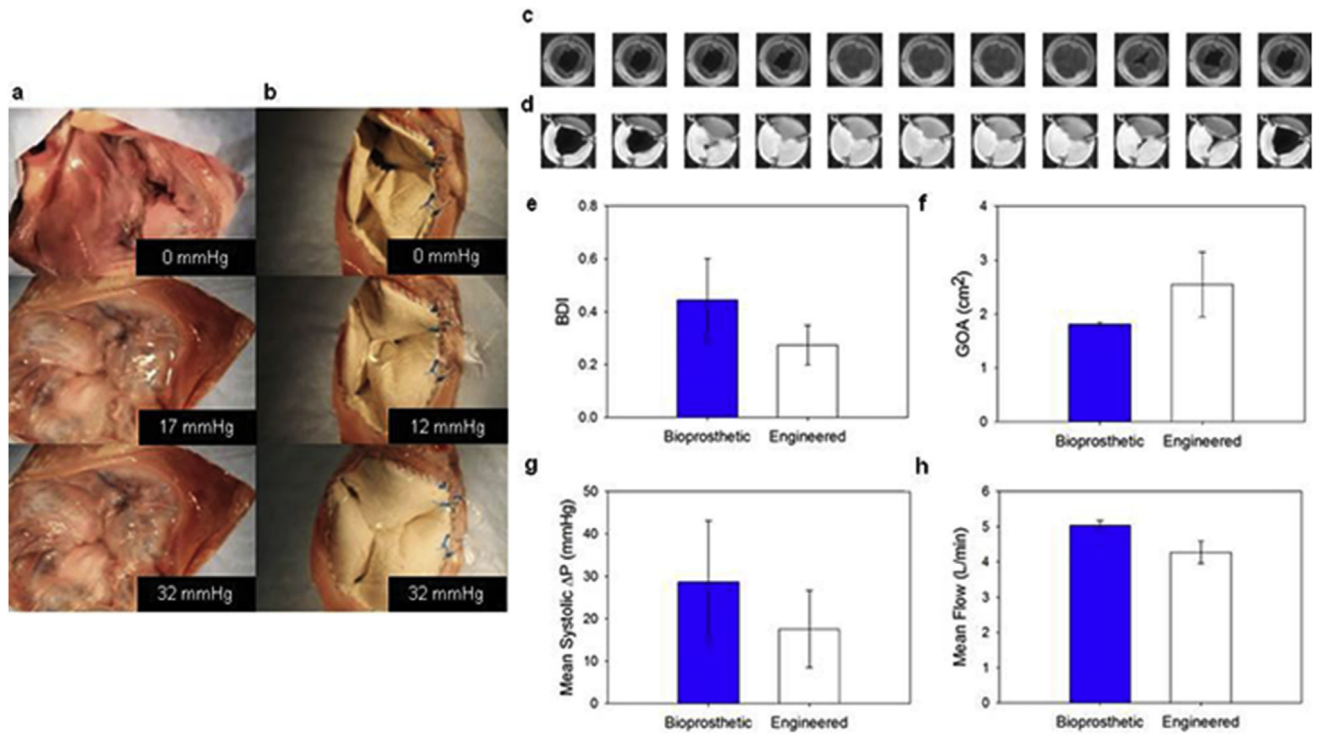 c
a
b
d
0 mmHg
0 mmHg
17 mmHg
12 mmHg
32 mmHg
32 mmHg
e
0.8
0.6
0.4
0.2
0.0
BDI
Bioprosthetic Engineered
f
4
3
2
1
0
GOA (cm²)
Bioprosthetic Engineered
g
50
40
30
20
10
0
Mean Systolic ΔP (mmHg)
Bioprosthetic Engineered
h
6
5
4
3
2
1
0
Mean Flow (L/min)
Bioprosthetic Engineered